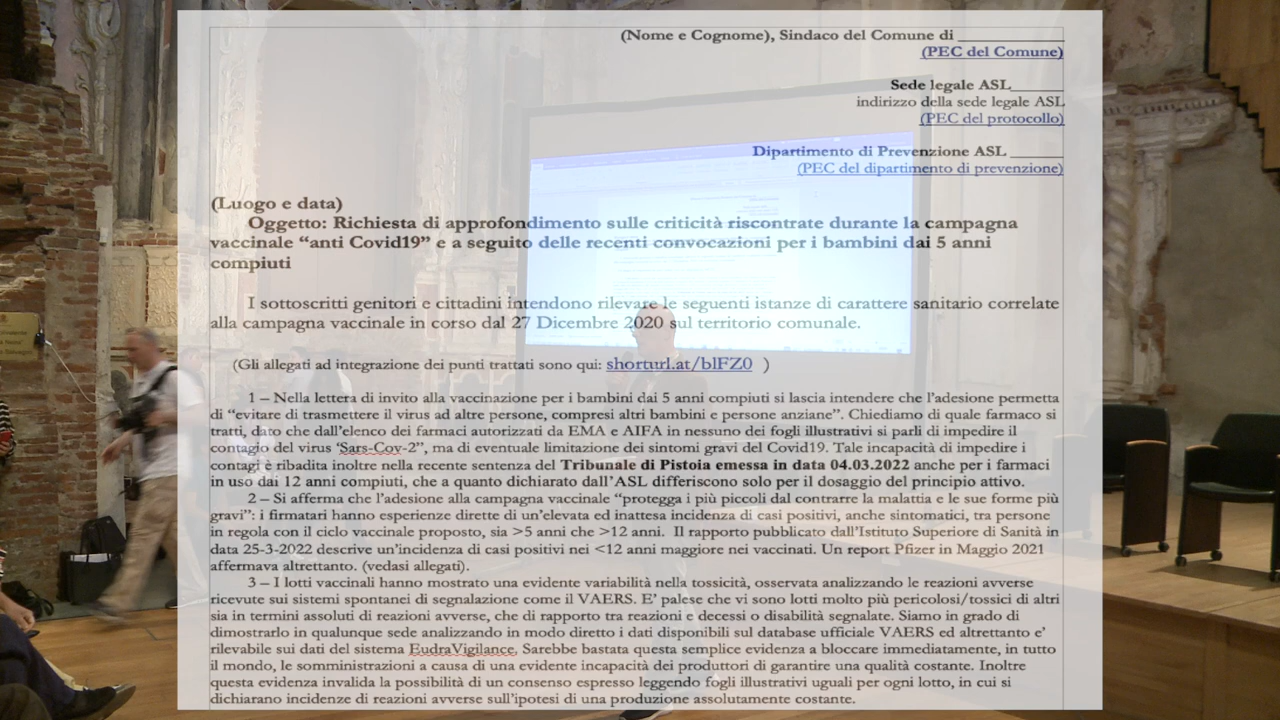 (Nome e Cognome), Sindaco del Comune di ___________
(PEC del Comune)
Sede legale ASL______
indirizzo della sede legale ASL
(PEC del protocollo)
Dipartimento di Prevenzione ASL ______
(PEC del dipartimento di prevenzione)
(Luogo e data)
Oggetto: Richiesta di approfondimento sulle criticità riscontrate durante la campagna
vaccinale “anti Covid19” e a seguito delle recenti convocazioni per i bambini dai 5 anni
compiuti
I sottoscritti genitori e cittadini intendono rilevare le seguenti istanze di carattere sanitario correlate
alla campagna vaccinale in corso dal 27 Dicembre 2020 sul territorio comunale.
(Gli allegati ad integrazione dei punti trattati sono qui: shorturl.at/blFZ0 )
1 – Nella lettera di invito alla vaccinazione per i bambini dai 5 anni compiuti si lascia intendere che l’adesione permetta
di “evitare di trasmettere il virus ad altre persone, compresi altri bambini e persone anziane”. Chiediamo di quale farmaco si
tratti, dato che dall’elenco dei farmaci autorizzati da EMA e AIFA in nessuno dei fogli illustrativi si parli di impedire il
contagio del virus ‘Sars-Cov-2”, ma di eventuale limitazione dei sintomi gravi del Covid19. Tale incapacità di impedire i
contagi è ribadita inoltre nella recente sentenza del Tribunale di Pistoia emessa in data 04.03.2022 anche per i farmaci
in uso dai 12 anni compiuti, che a quanto dichiarato dall’ASL differiscono solo per il dosaggio del principio attivo.
2 – Si afferma che l’adesione alla campagna vaccinale “protegga i più piccoli dal contrarre la malattia e le sue forme più
gravi”: i firmatari hanno esperienze dirette di un’elevata ed inattesa incidenza di casi positivi, anche sintomatici, tra persone
in regola con il ciclo vaccinale proposto, sia >5 anni che >12 anni. Il rapporto pubblicato dall’Istituto Superiore di Sanità in
data 25-3-2022 descrive un’incidenza di casi positivi nei <12 anni maggiore nei vaccinati. Un report Pfizer in Maggio 2021
affermava altrettanto. (vedasi allegati).
3 – I lotti vaccinali hanno mostrato una evidente variabilità nella tossicità, osservata analizzando le reazioni avverse
ricevute sui sistemi spontanei di segnalazione come il VAERS. E’ palese che vi sono lotti molto più pericolosi/tossici di altri
sia in termini assoluti di reazioni avverse, che di rapporto tra reazioni e decessi o disabilità segnalate. Siamo in grado di
dimostrarlo in qualunque sede analizzando in modo diretto i dati disponibili sul database ufficiale VAERS ed altrettanto e’
rilevabile sui dati del sistema EudraVigilance. Sarebbe bastata questa semplice evidenza a bloccare immediatamente, in tutto
il mondo, le somministrazioni a causa di una evidente incapacità dei produttori di garantire una qualità costante. Inoltre
questa evidenza invalida la possibilità di un consenso espresso leggendo fogli illustrativi uguali per ogni lotto, in cui si
dichiarano incidenze di reazioni avverse sull’ipotesi di una produzione assolutamente costante.